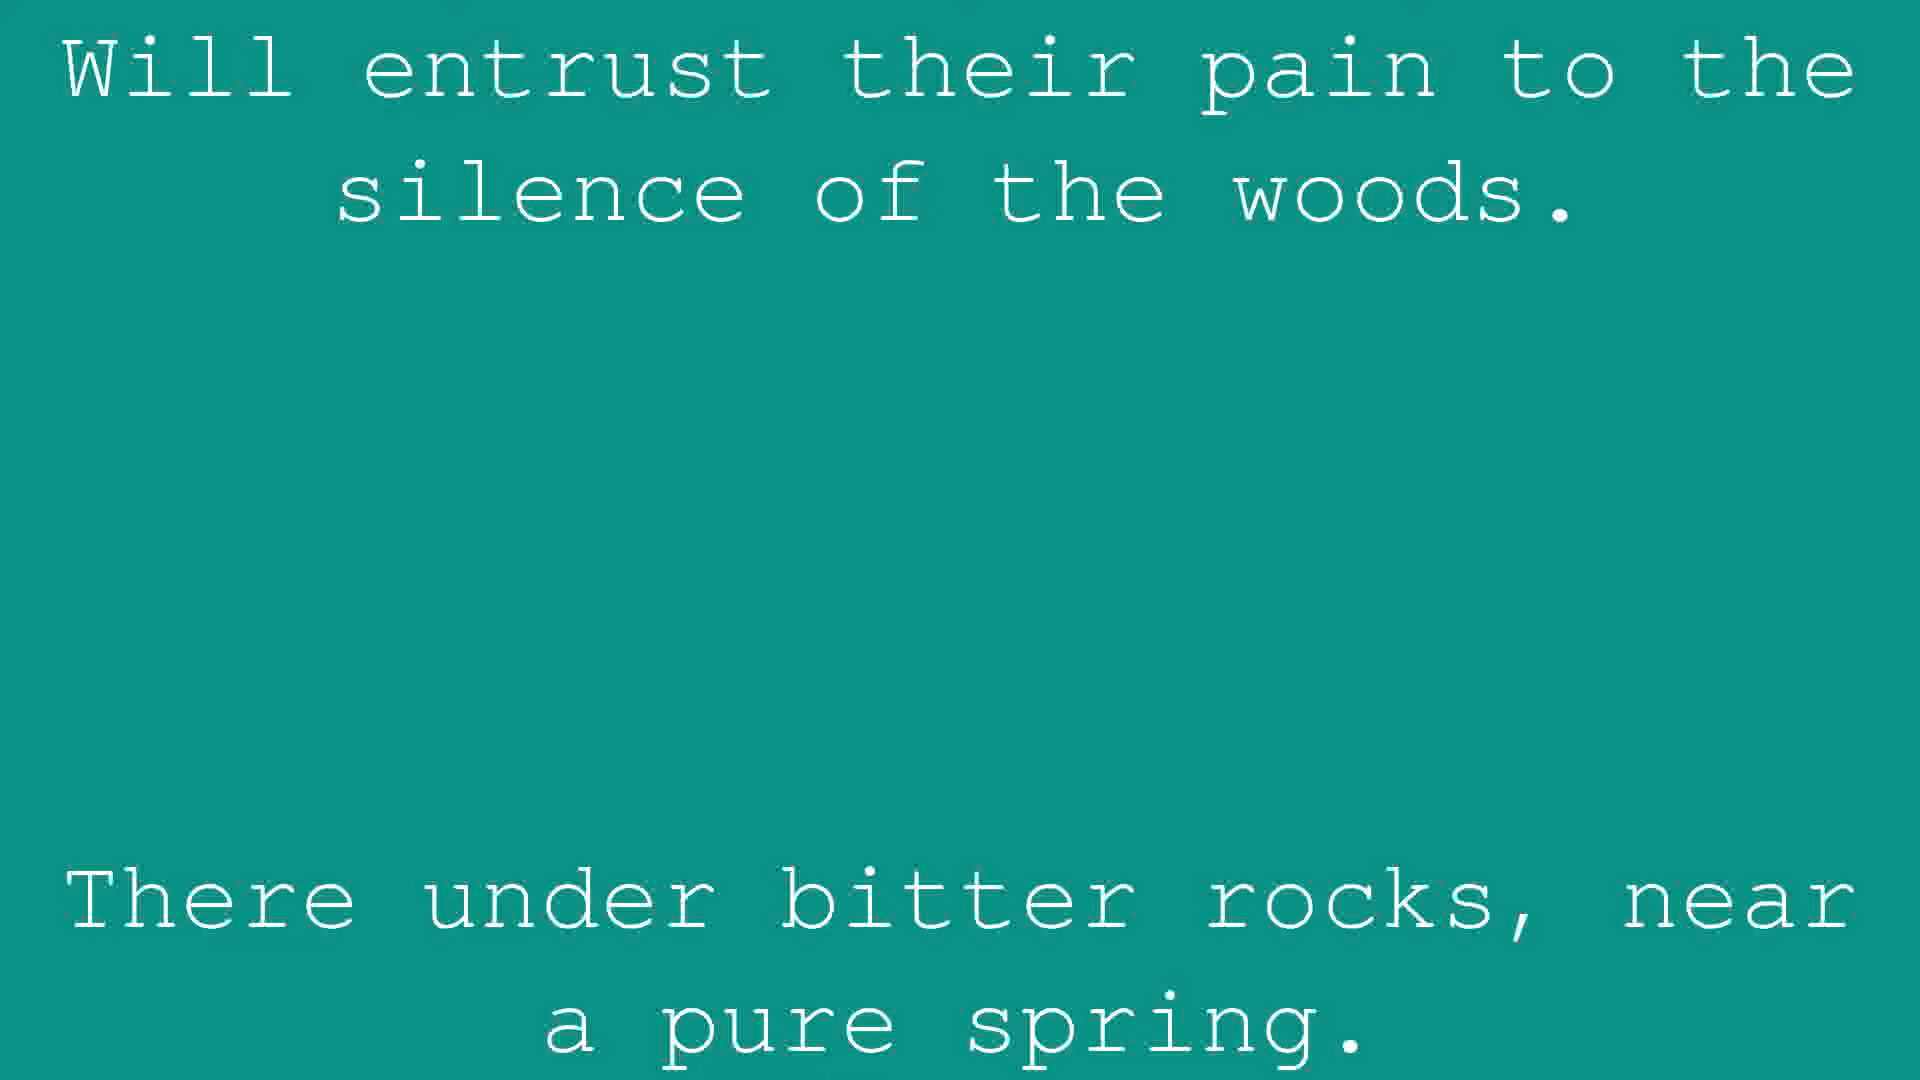 Will entrust their pain to the
silence of the woods.
There under bitter rocks, near
a pure spring.